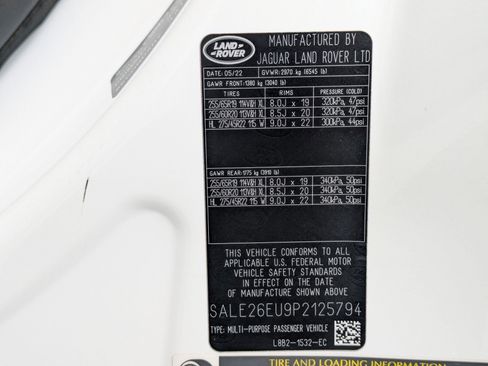 LAND
ROVER
MANUFACTURED BY
JAGUAR LAND ROVER LTD
DATE: 05/22 GVWR: 2970 kg (6545 lb)
GAWR FRONT: 1380 kg (3040 lb)
TIRES RIMS PRESSURE (COLD)
255/65R19 114V&H XL 8.0J x 19 320kPa, 47psi
255/60R20 113V&H XL 8.5J x 20 320kPa, 47psi
HL 275/45R22 115 W 9.0J x 22 300kPa, 44psi
GAWR REAR: 1775 kg (3910 lb)
255/65R19 114V&H XL 8.0J x 19 340kPa, 50psi
255/60R20 113V&H XL 8.5J x 20 340kPa, 50psi
HL 275/45R22 115 W 9.0J x 22 340kPa, 50psi
THIS VEHICLE CONFORMS TO ALL
APPLICABLE U.S. FEDERAL MOTOR
VEHICLE SAFETY STANDARDS
IN EFFECT ON THE DATE
OF MANUFACTURE SHOWN ABOVE
SALE26EU9P2125794
TYPE: MULTI-PURPOSE PASSENGER VEHICLE
L8B2-1532-EC
TIRE AND LOADING INFORMATION